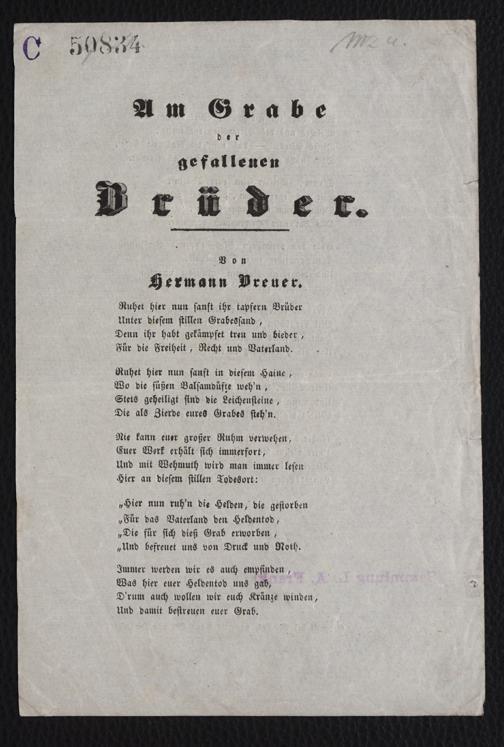 C 50834
Am Grabe
der
gefallenen
Brüder.
Von
Hermann Breuer.
Ruhet hier nun sanft ihr tapfern Brüder
Unter diesem stillen Grabessand,
Denn ihr habt gekämpfet treu und bieder,
Für die Freiheit, Recht und Vaterland.
Ruhet hier nun sanft in diesem Haine,
Wo die süßen Balsamdüfte weh'n,
Stets geheiligt sind die Leichensteine,
Die als Zierde eures Grabes steh'n.
Nie kann euer großer Ruhm verwehen,
Euer Werk erhält sich immerfort,
Und mit Wehmuth wird man immer lesen
Hier an diesem stillen Todesort:
„Hier nun ruh'n die Helden, die gestorben
„Für das Vaterland den Heldentod,
„Die für sich dieß Grab erworben,
„Und befreuet uns von Druck und Noth.
Immer werden wir es auch empfinden,
Was hier euer Heldentod uns gab,
D'rum auch wollen wir euch Kränze winden,
Und damit bestreuen euer Grab.